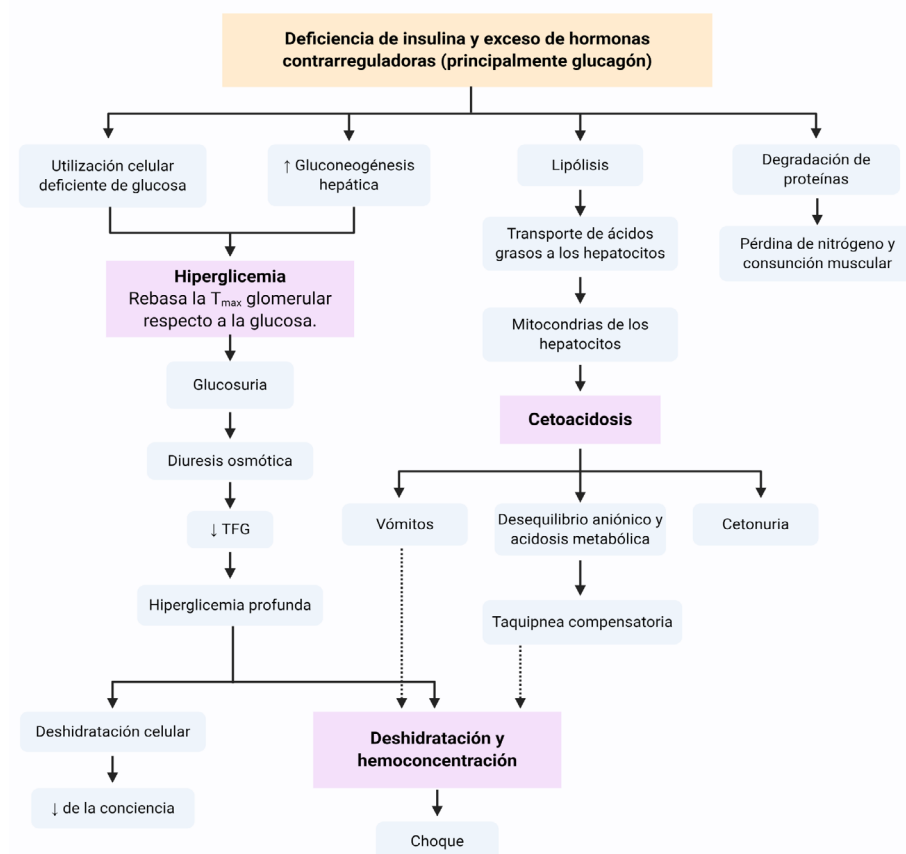 Deficiencia de insulina y exceso de hormonas
contrarreguladoras (principalmente glucagón)
Utilización celular
deficiente de glucosa
↑ Gluconeogénesis
hepática
Lipólisis
Degradación de
proteínas
Transporte de ácidos
grasos a los hepatocitos
Pérdina de nitrógeno y
consunción muscular
Hiperglicemia
Rebasa la Tₘₐₓ glomerular
respecto a la glucosa.
Mitocondrias de los
hepatocitos
Glucosuria
Cetoacidosis
Diuresis osmótica
↓ TFG
Vómitos
Desequilibrio aniónico y
acidosis metabólica
Cetonuria
Hiperglicemia profunda
Taquipnea compensatoria
Deshidratación celular
Deshidratación y
hemoconcentración
↓ de la conciencia
Choque